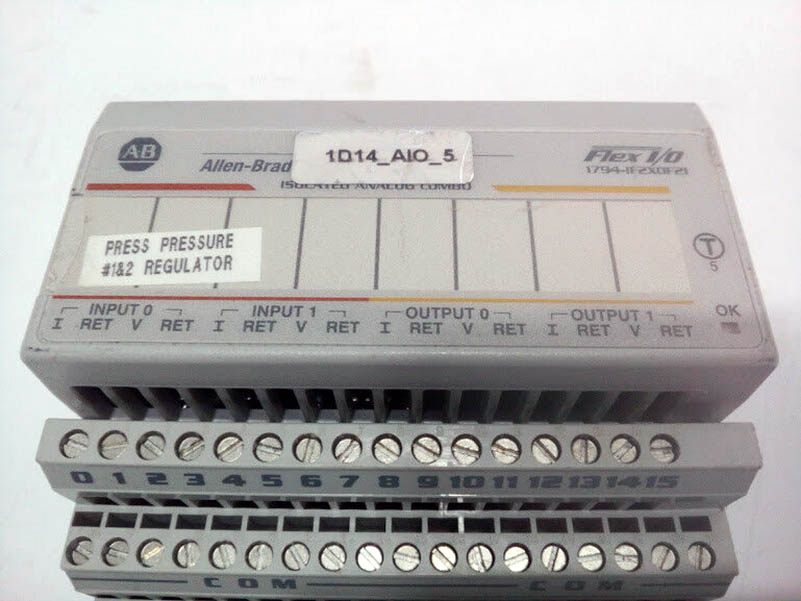 AB
Allen-Brad
1D14_AIO_5
Flex I/O
1794-IF2XOF2I
ISOLATED ANALOG COMBO
PRESS PRESSURE
#1&2 REGULATOR
T
5
INPUT 0 INPUT 1 OUTPUT 0 OUTPUT 1
I RET V RET I RET V RET I RET V RET I RET V RET
OK
0 1 2 3 4 5 6 7 8 9 10 11 12 13 14 15
COM COM